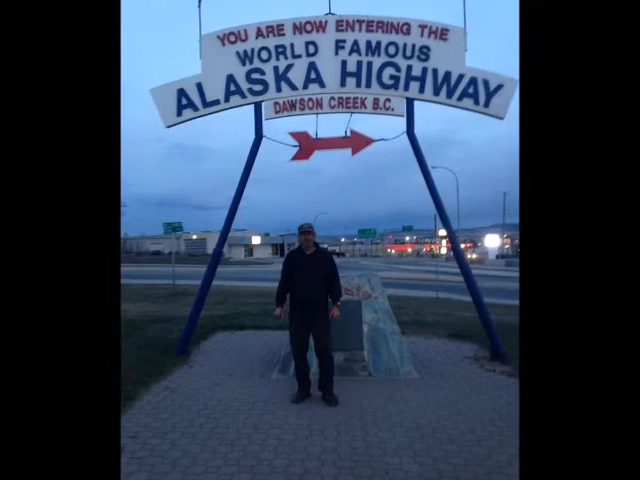 YOU ARE NOW ENTERING THE
WORLD FAMOUS
ALASKA HIGHWAY
DAWSON CREEK B.C.